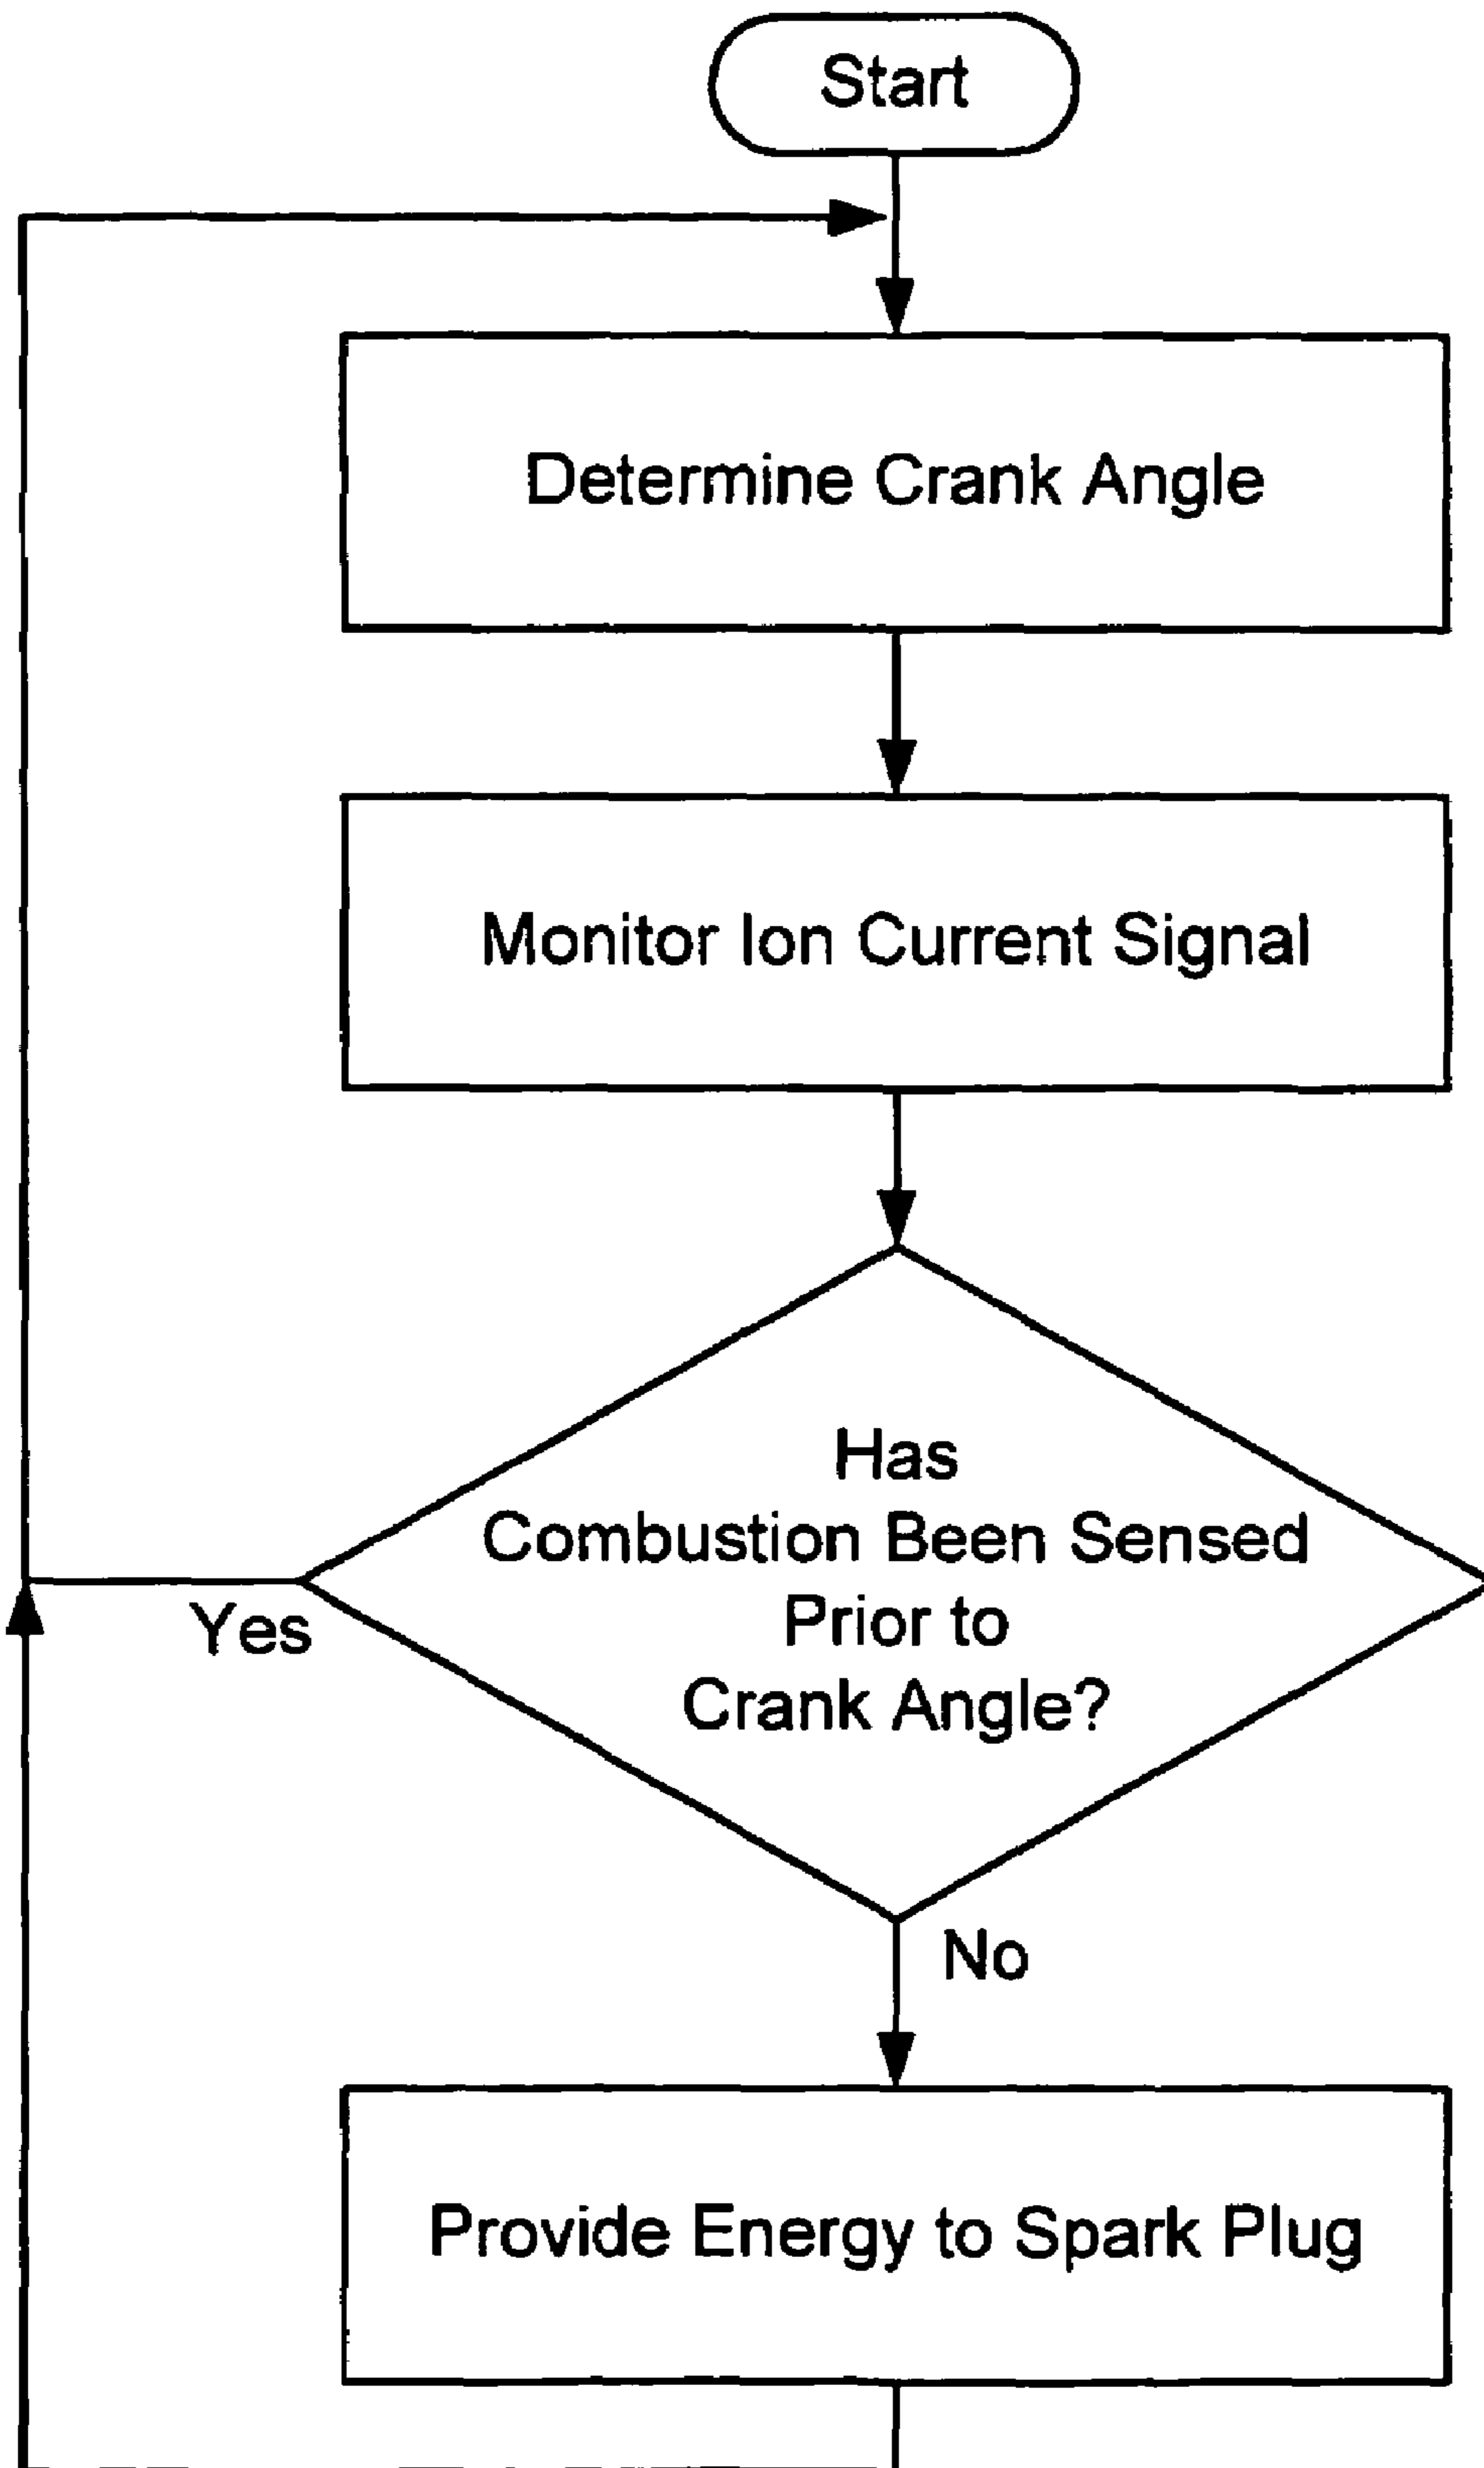 Start
Determine Crank Angle
Monitor Ion Current Signal
Has
Combustion Been Sensed
Prior to
Crank Angle?
Yes
No
Provide Energy to Spark Plug